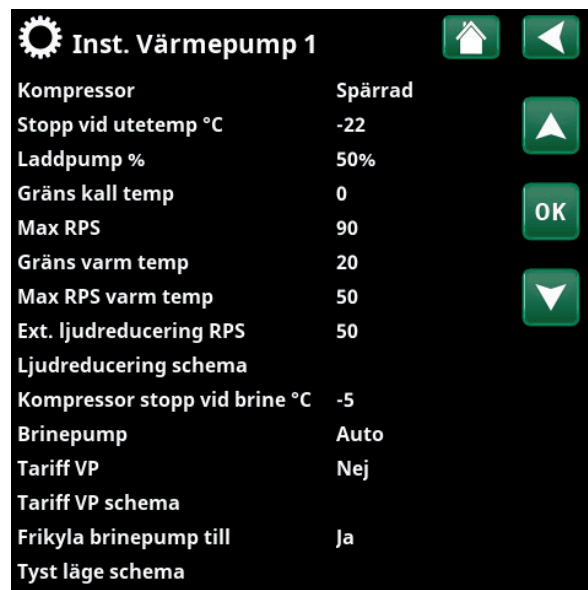 Inst. Värmepump 1
Kompressor Spärrad
Stopp vid utetemp °C -22
Laddpump % 50%
Gräns kall temp 0
OK
Max RPS 90
Gräns varm temp 20
Max RPS varm temp 50
Ext. ljudreducering RPS 50
Ljudreducering schema
Kompressor stopp vid brine °C -5
Brinepump Auto
Tariff VP Nej
Tariff VP schema
Frikyla brinepump till Ja
Tyst läge schema